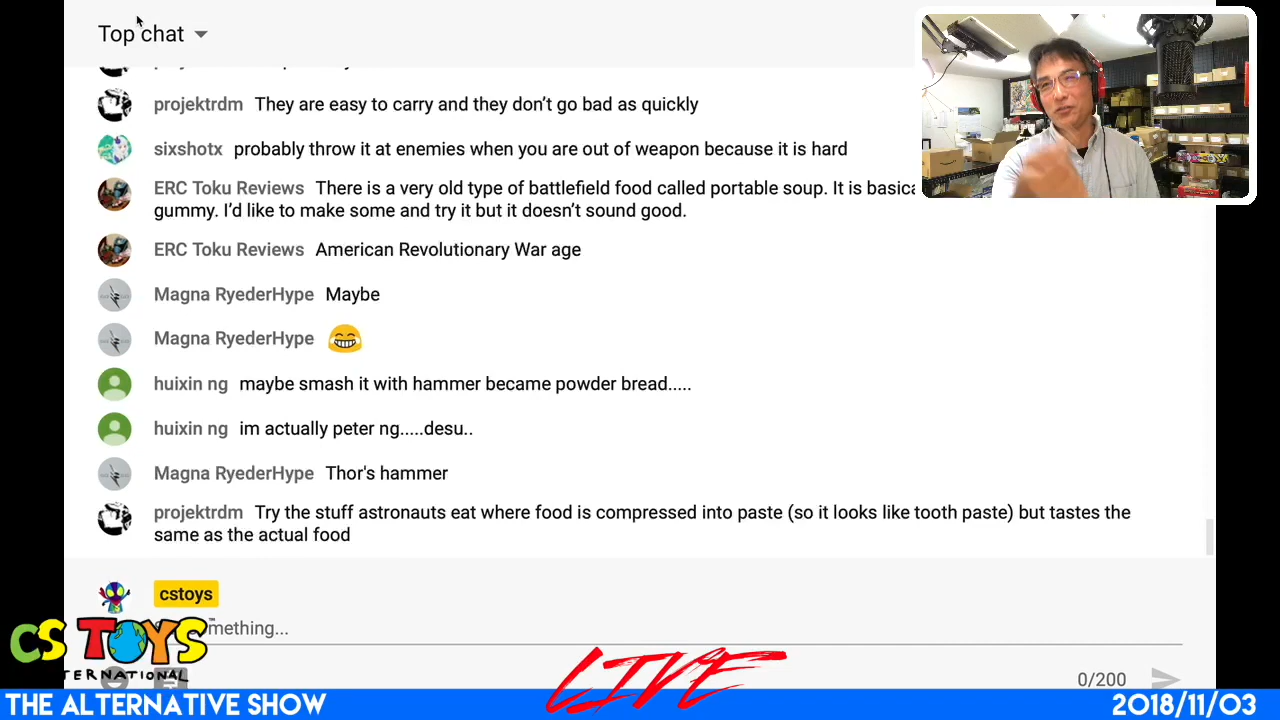 Top chat
projektrdm They are easy to carry and they don't go bad as quickly
sixshotx probably throw it at enemies when you are out of weapon because it is hard
ERC Toku Reviews There is a very old type of battlefield food called portable soup. It is
gummy. I'd like to make some and try it but it doesn't sound good.
ERC Toku Reviews American Revolutionary War age
Magna RyederHype Maybe
Magna RyederHype 😂
huixin ng maybe smash it with hammer became powder bread.....
huixin ng im actually peter ng.....desu..
Magna RyederHype Thor's hammer
projektrdm Try the stuff astronauts eat where food is compressed into paste (so it looks like tooth paste) but tastes the
same as the actual food
cstoys
mething...
CS TOYS
TERNATIONAL
LIVE
0/200
THE ALTERNATIVE SHOW
2018/11/03